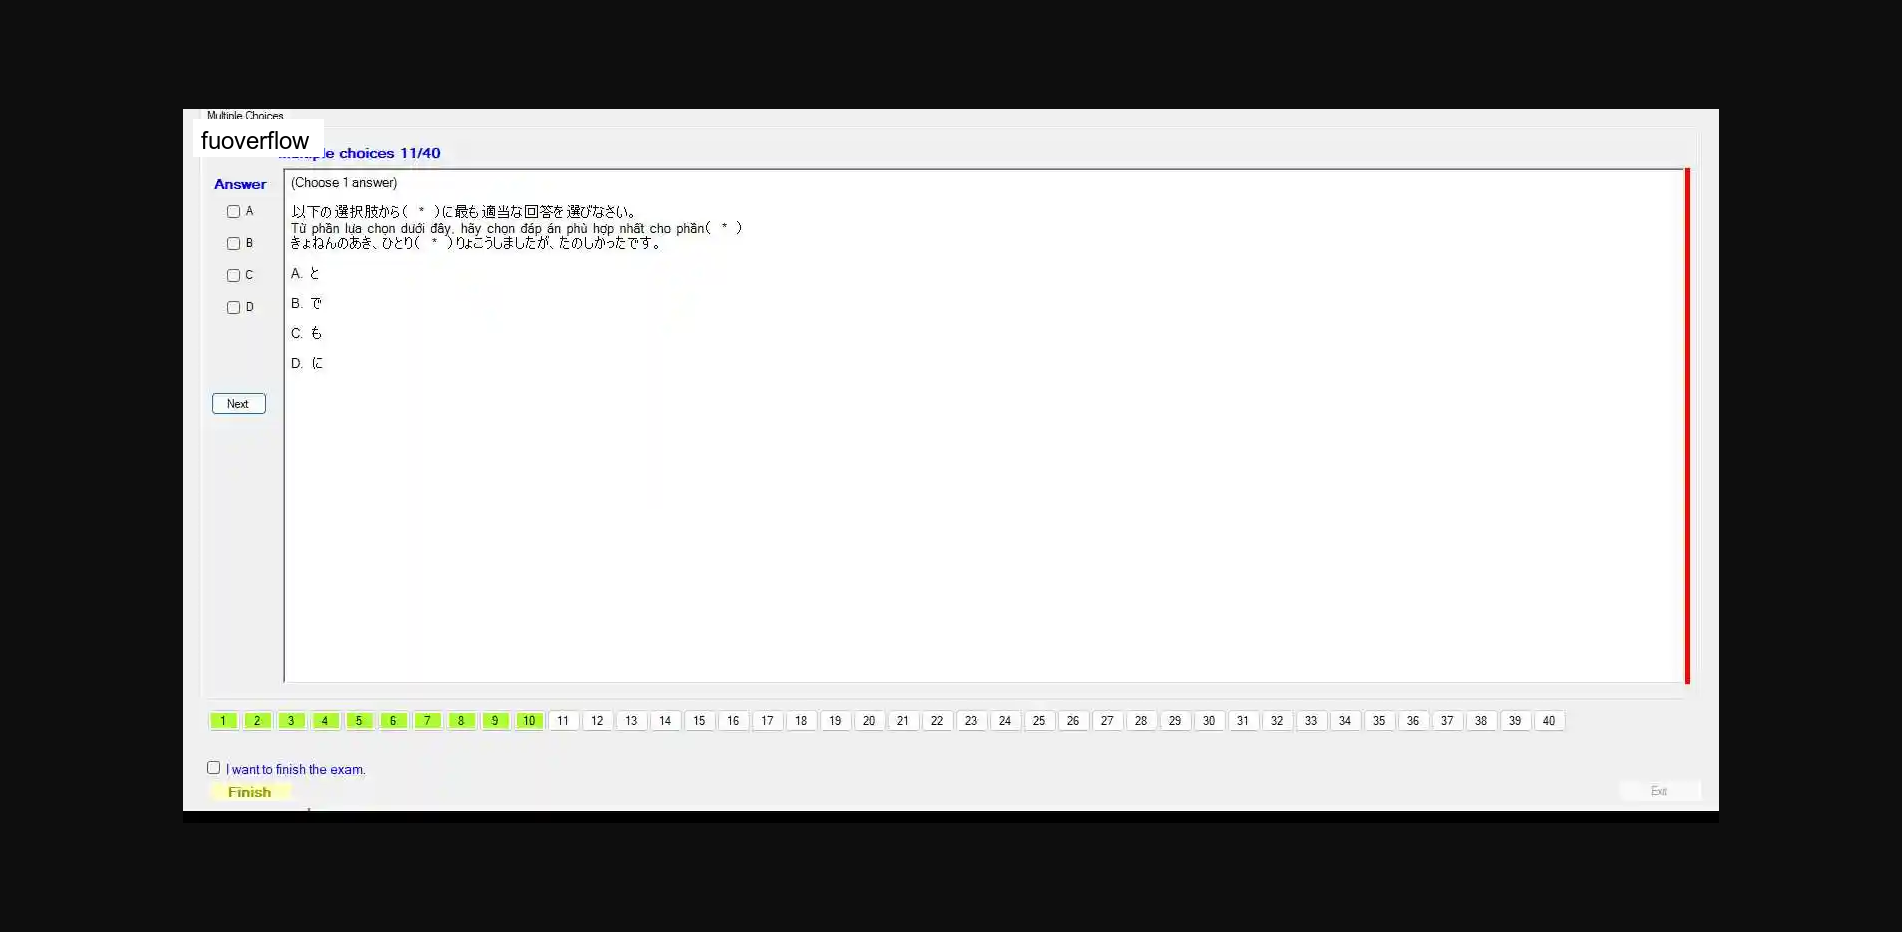 Multiple Choices
fuoverflow
choices 11/40
Answer
(Choose 1 answer)
A
以下の選択肢から( * )に最も適当な回答を選びなさい。
Từ phần lựa chọn dưới đây, hãy chọn đáp án phù hợp nhất cho phần( * )
B
きょねんのあき、ひとり( * )りょこうしましたが、たのしかったです。
C
A. と
B. で
D
C. も
D. に
Next
1 2 3 4 5 6 7 8 9 10 11 12 13 14 15 16 17 18 19 20 21 22 23 24 25 26 27 28 29 30 31 32 33 34 35 36 37 38 39 40
I want to finish the exam.
Finish
Exit